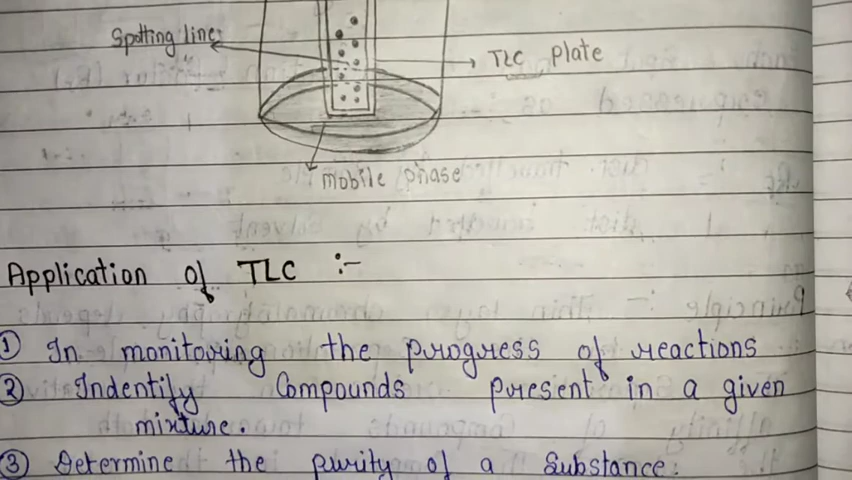 Spotting line:
TLC plate
mobile phase
Application of TLC :-
① In monitoring the progress of reactions
② Indentify Compounds present in a given
mixture.
③ Determine the purity of a Substance.